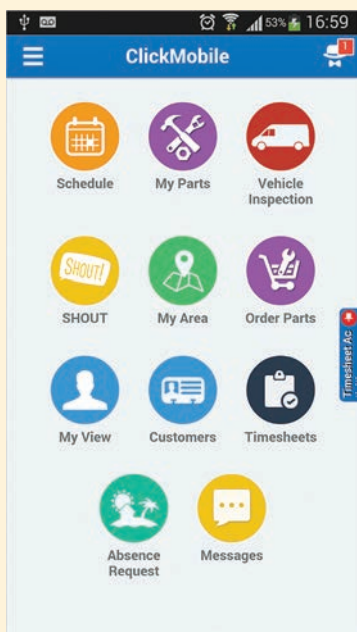 53% 16:59
ClickMobile
1
Schedule
My Parts
Vehicle
Inspection
SHOUT!
SHOUT
My Area
Order Parts
Timesheet Ac
My View
Customers
Timesheets
Absence
Request
Messages